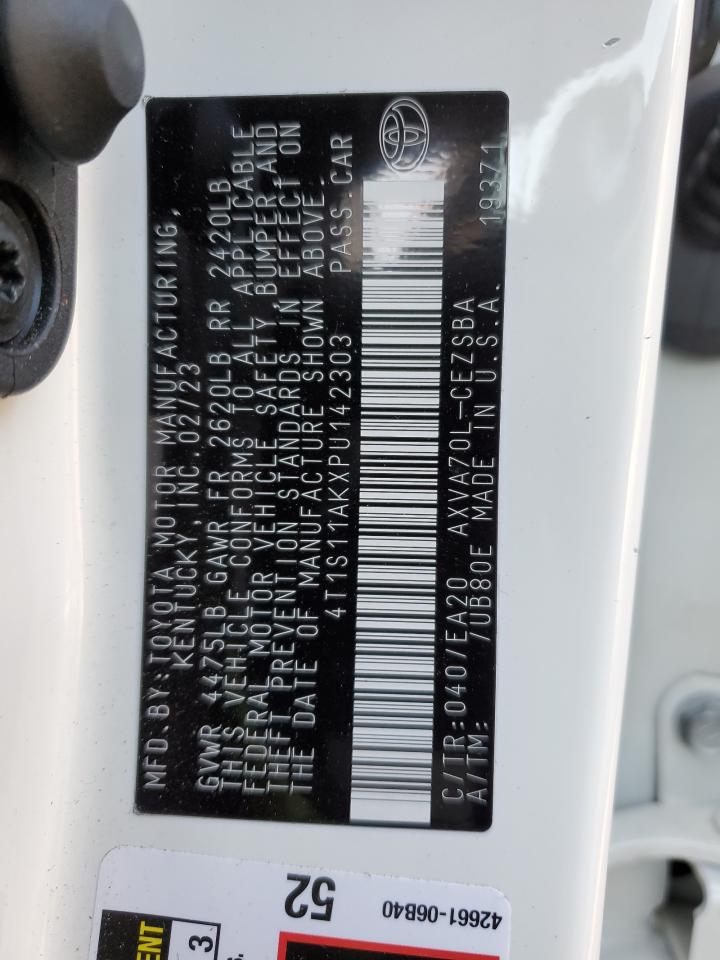 MFD.BY:TOYOTA MOTOR MANUFACTURING,
KENTUCKY,INC.02/23
GVWR 4475LB GAWR FR 2620LB RR 2420LB
THIS VEHICLE CONFORMS TO ALL APPLICABLE
FEDERAL MOTOR VEHICLE SAFETY,BUMPER,AND
THEFT PREVENTION STANDARDS IN EFFECT ON
THE DATE OF MANUFACTURE SHOWN ABOVE.
4T1S11AKXPU142303 PASS.CAR
C/TR:040/EA20 AXVA70L-CEZSBA
A/TM: /UB80E MADE IN U.S.A. 193Z1
52
42661-06B40
ENT
3